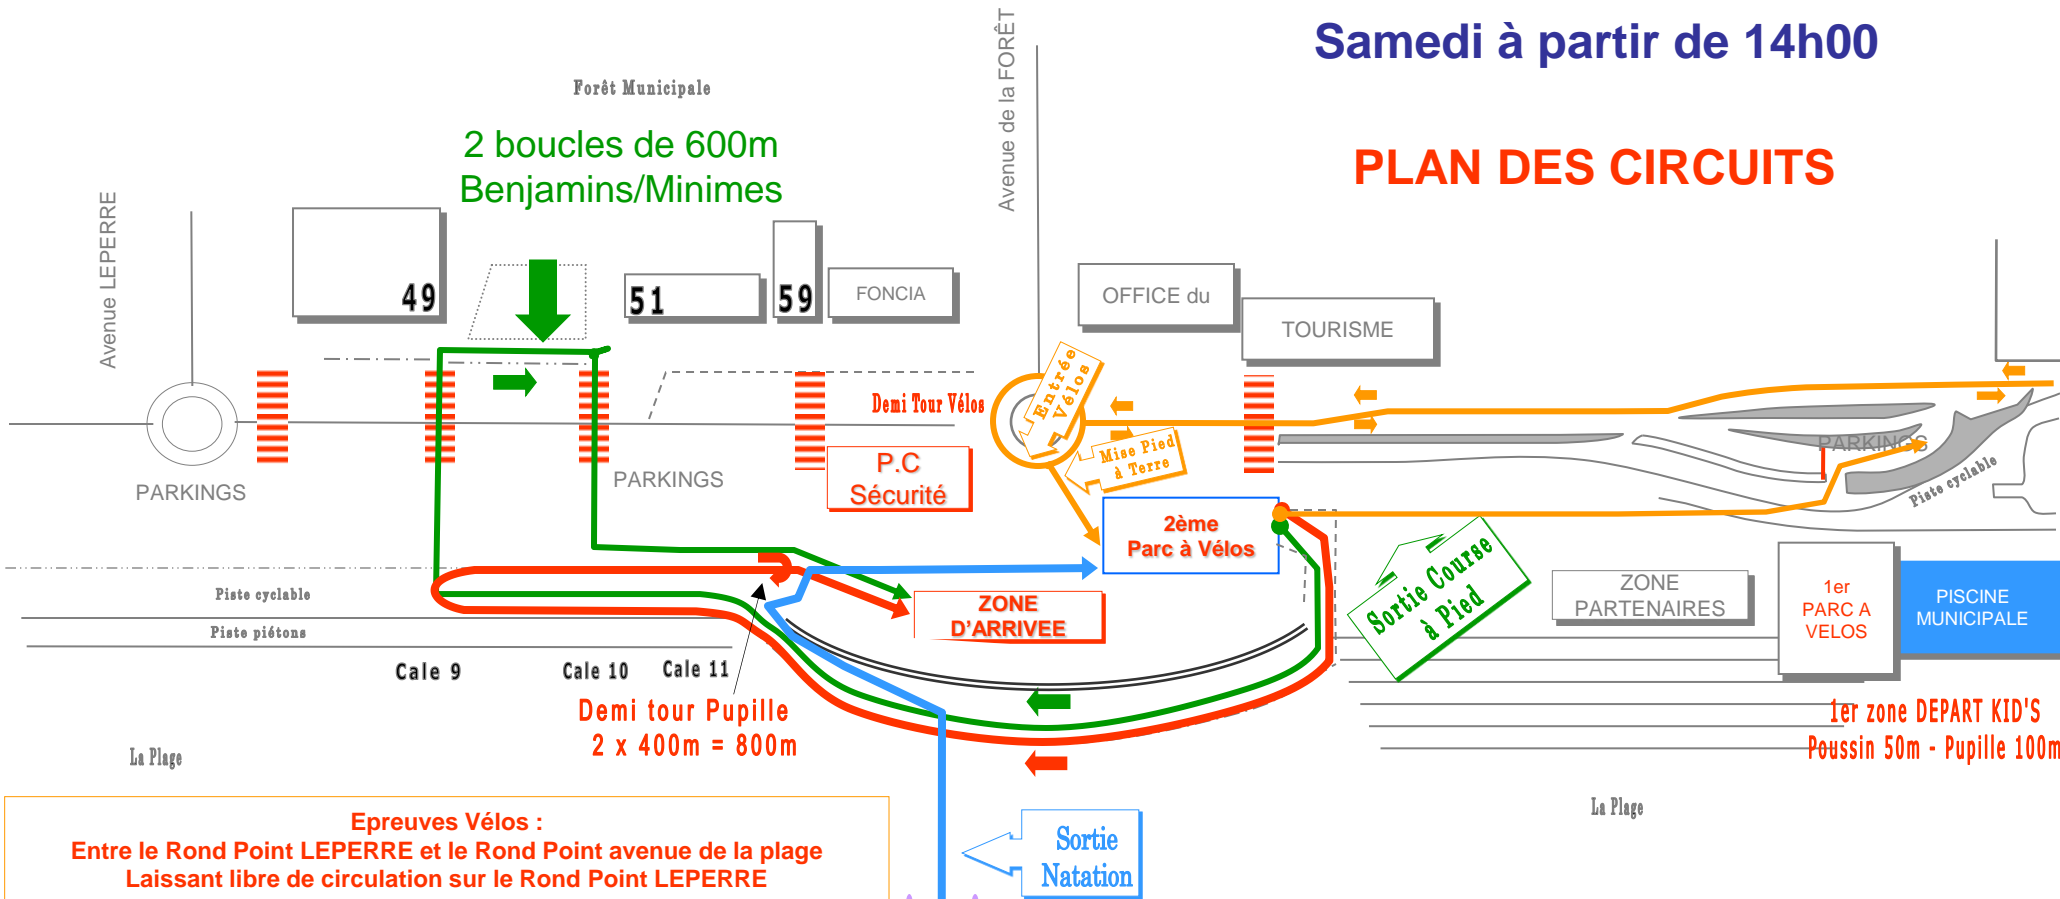 Samedi à partir de 14h00
PLAN DES CIRCUITS
Forêt Municipale
Avenue de la FORÊT
2 boucles de 600m
Benjamins/Minimes
Avenue LEPERRE
49
51
59
FONCIA
OFFICE du
TOURISME
Entrée
Vélos
Demi Tour Vélos
Mise Pied
à Terre
PARKINGS
PARKINGS
PARKINGS
Piste cyclable
P.C
Sécurité
2ème
Parc à Vélos
Sortie Course
à Pied
ZONE
PARTENAIRES
1er
PARC A
VELOS
PISCINE
MUNICIPALE
Piste cyclable
Piste piétons
ZONE
D'ARRIVEE
Cale 9
Cale 10
Cale 11
Demi tour Pupille
2 x 400m = 800m
1er zone DEPART KID'S
Poussin 50m - Pupille 100m
La Plage
La Plage
Epreuves Vélos :
Entre le Rond Point LEPERRE et le Rond Point avenue de la plage
Laissant libre de circulation sur le Rond Point LEPERRE
Sortie
Natation